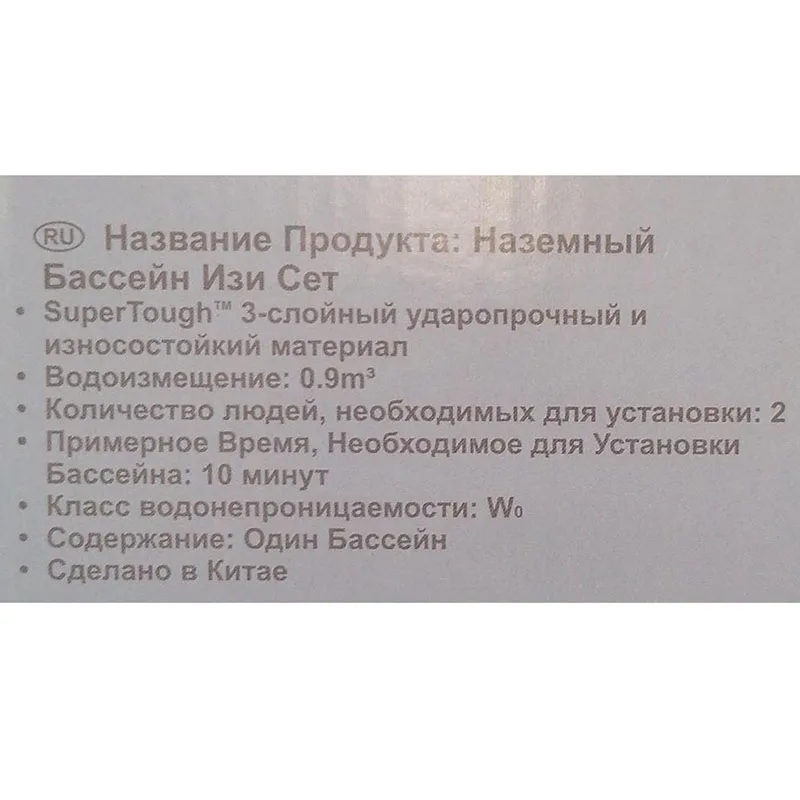 RU Название Продукта: Наземный
Бассейн Изи Сет
• SuperTough™ 3-слойный ударопрочный и
износостойкий материал
• Водоизмещение: 0.9m³
• Количество людей, необходимых для установки: 2
• Примерное Время, Необходимое для Установки
Бассейна: 10 минут
• Класс водонепроницаемости: W₀
• Содержание: Один Бассейн
• Сделано в Китае